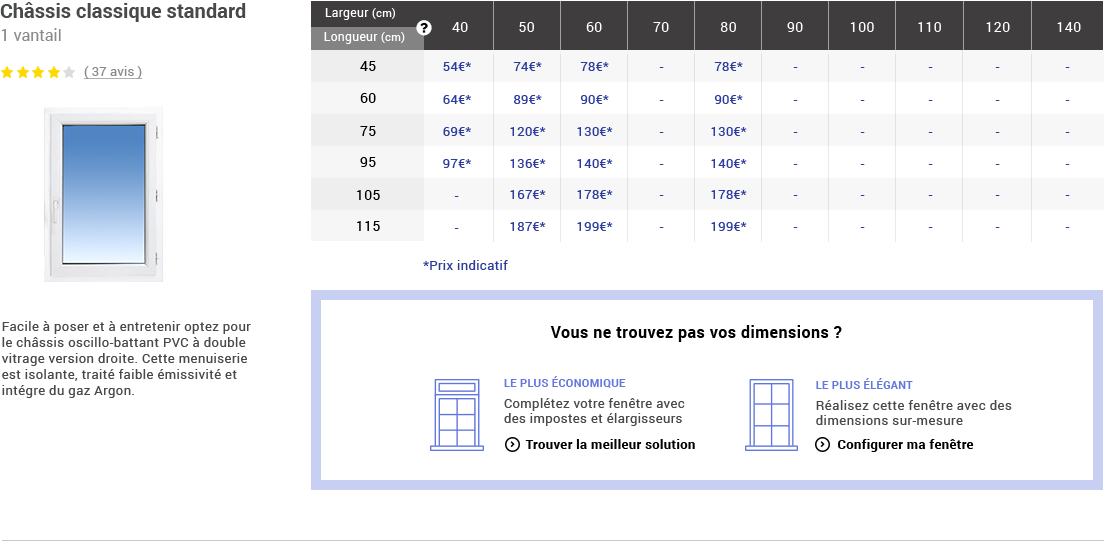 Châssis classique standard
1 vantail
( 37 avis )
Facile à poser et à entretenir optez pour
le châssis oscillo-battant PVC à double
vitrage version droite. Cette menuiserie
est isolante, traité faible émissivité et
intégre du gaz Argon.
Largeur (cm)
Longueur (cm)
? 40 50 60 70 80 90 100 110 120 140
45 54€* 74€* 78€* - 78€* - - - - -
60 64€* 89€* 90€* - 90€* - - - - -
75 69€* 120€* 130€* - 130€* - - - - -
95 97€* 136€* 140€* - 140€* - - - - -
105 - 167€* 178€* - 178€* - - - - -
115 - 187€* 199€* - 199€* - - - - -
*Prix indicatif
Vous ne trouvez pas vos dimensions ?
LE PLUS ÉCONOMIQUE
Complétez votre fenêtre avec
des impostes et élargisseurs
Trouver la meilleur solution
LE PLUS ÉLÉGANT
Réalisez cette fenêtre avec des
dimensions sur-mesure
Configurer ma fenêtre